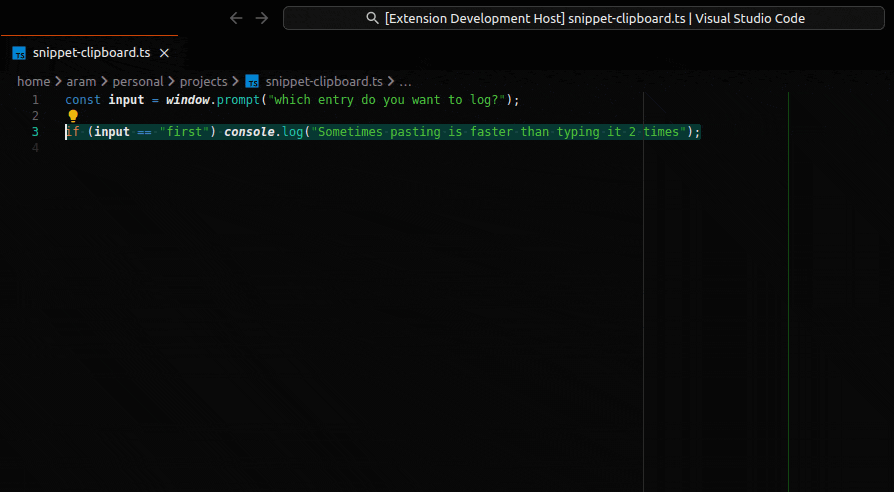 [Extension Development Host] snippet-clipboard.ts | Visual Studio Code
TS snippet-clipboard.ts ×
home > aram > personal > projects > TS snippet-clipboard.ts > ...
1 const input = window.prompt("which entry do you want to log?");
2
3 if (input == "first") console.log("Sometimes pasting is faster than typing it 2 times");
4